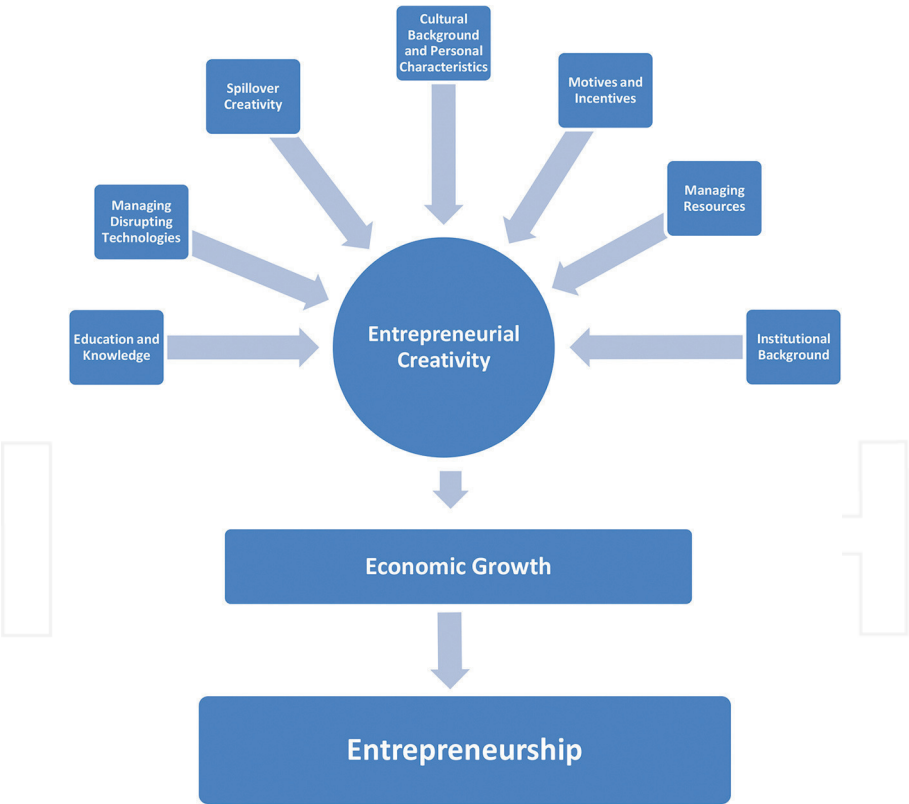 Cultural
Background
and Personal
Characteristics
Spillover
Creativity
Motives and
Incentives
Managing
Disrupting
Technologies
Managing
Resources
Education and
Knowledge
Entrepreneurial
Creativity
Institutional
Background
Economic Growth
Entrepreneurship